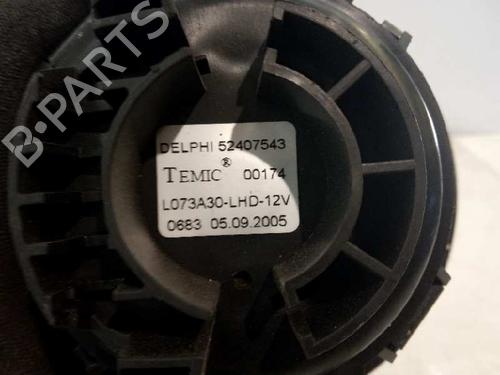 DELPHI 52407543
TEMIC® 00174
L073A30-LHD-12V
0683 05.09.2005
B-PARTS